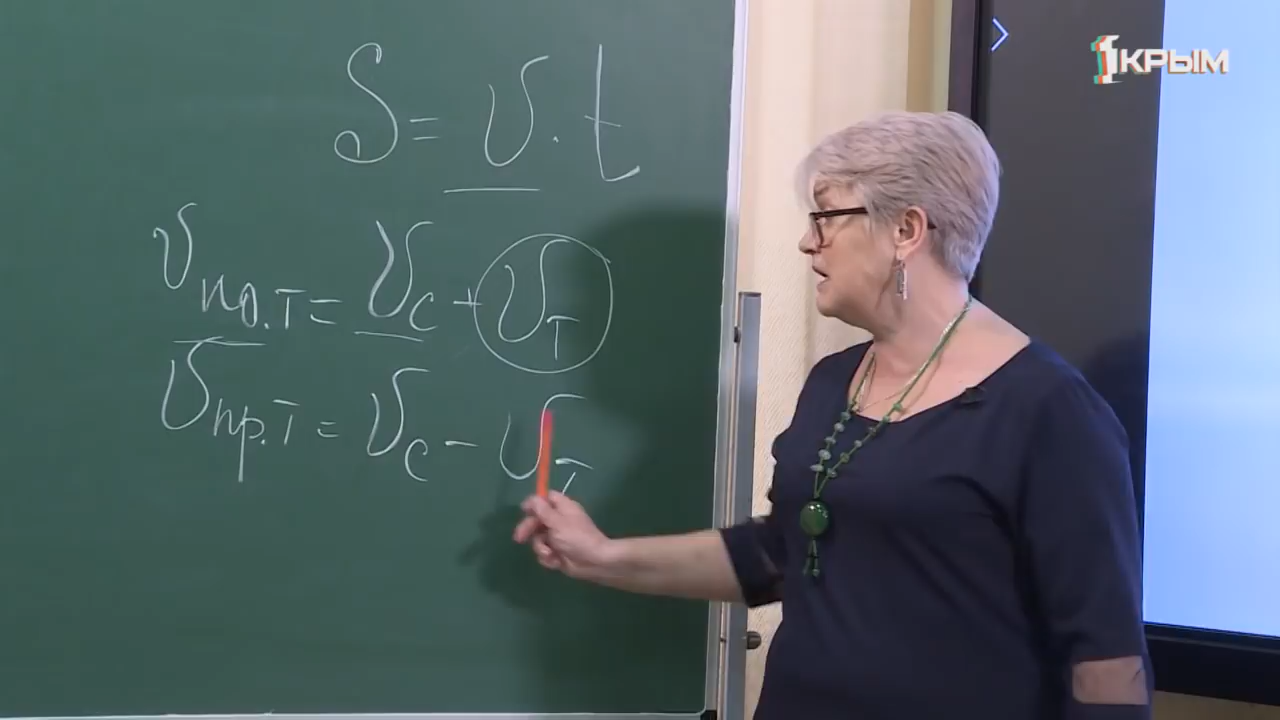 1КРЫМ
S = v · t
vпо.т = vс + vт
vпр.т = vс - vт